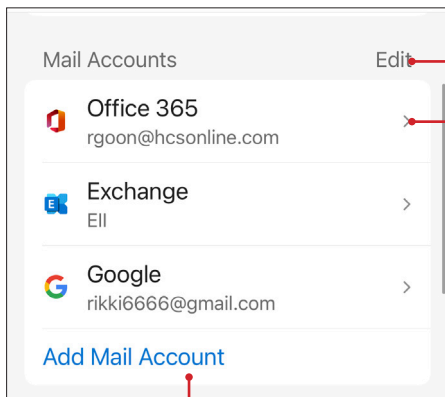 Mail Accounts Edit
Office 365
rgoon@hcsonline.com
E Exchange
Ell
Google
rikki6666@gmail.com
Add Mail Account